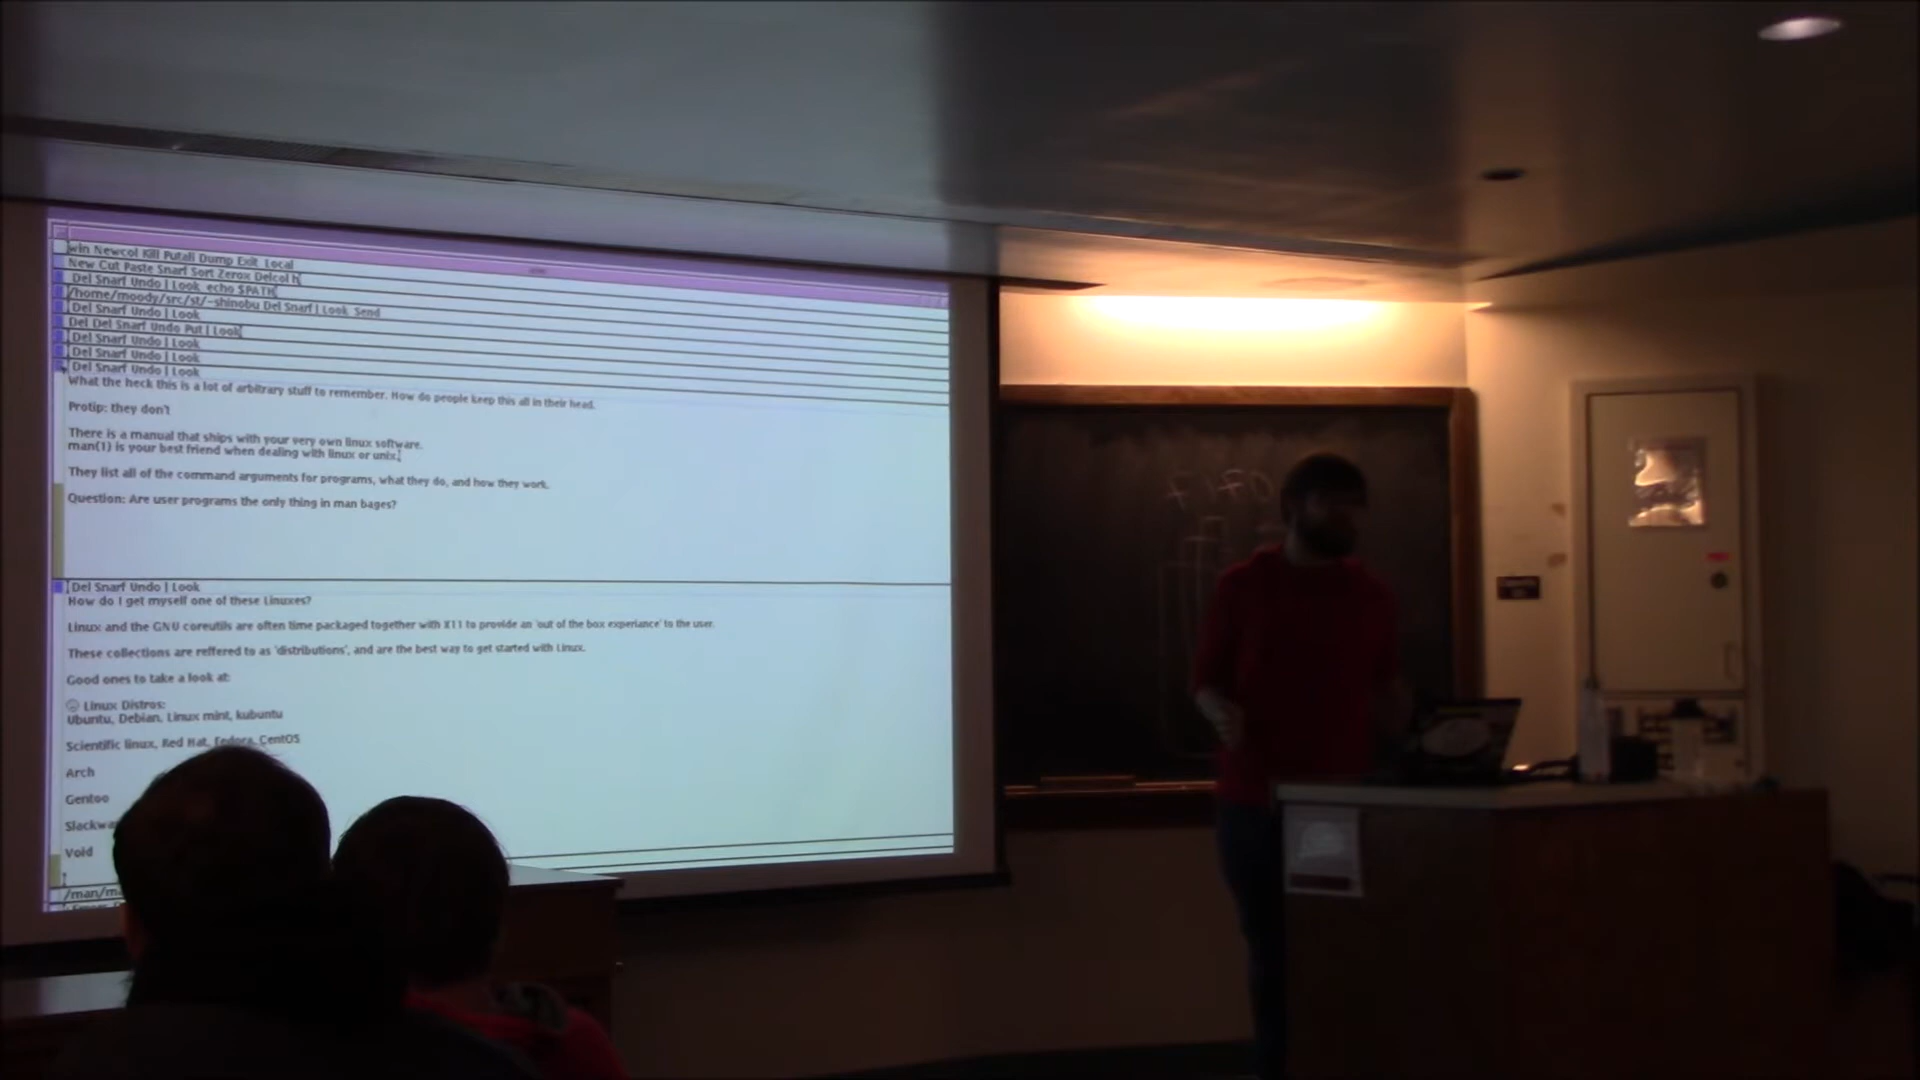 win Newcol Kill Putall Dump Exit Local
New Cut Paste Snarf Sort Zerox Delcol h
Del Snarf Undo | Look echo $PATH
/home/moody/src/st/-shinobu Del Snarf | Look Send
Del Snarf Undo | Look
Del Del Snarf Undo Put | Look
Del Snarf Undo | Look
Del Snarf Undo | Look
Del Snarf Undo | Look
What the heck this is a lot of arbitrary stuff to remember. How do people keep this all in their head.
Protip: they don't
There is a manual that ships with your very own linux software.
man(1) is your best friend when dealing with linux or unix.
They list all of the command arguments for programs, what they do, and how they work.
Question: Are user programs the only thing in man bages?
Del Snarf Undo | Look
How do I get myself one of these Linuxes?
Linux and the GNU coreutils are often time packaged together with X11 to provide an 'out of the box experiance' to the user.
These collections are reffered to as 'distributions', and are the best way to get started with Linux.
Good ones to take a look at:
Linux Distros:
Ubuntu, Debian, Linux mint, kubuntu
Scientific linux, Red Hat, Fedora, CentOS
Arch
Gentoo
Slackwa
Void
/man/ma
FIFO